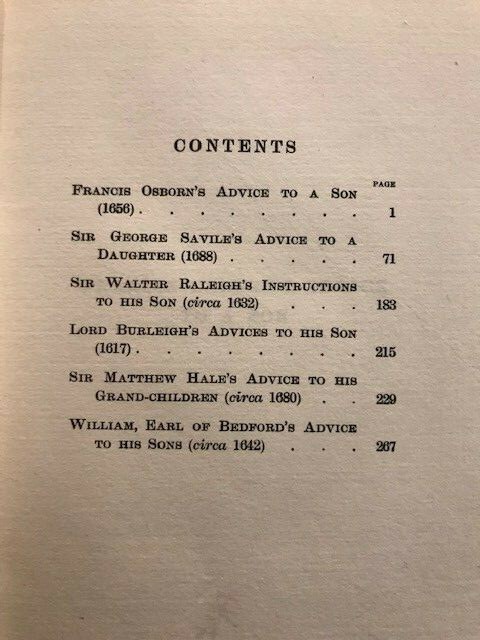 CONTENTS
PAGE
FRANCIS OSBORN'S ADVICE TO A SON
(1656) . . . . . . . . 1
SIR GEORGE SAVILE'S ADVICE TO A
DAUGHTER (1688) . . . . . 71
SIR WALTER RALEIGH'S INSTRUCTIONS
TO HIS SON (circa 1632) . . . 183
LORD BURLEIGH'S ADVICES TO HIS SON
(1617) . . . . . . . . 215
SIR MATTHEW HALE'S ADVICE TO HIS
GRAND-CHILDREN (circa 1680) . . 229
WILLIAM, EARL OF BEDFORD'S ADVICE
TO HIS SONS (circa 1642) . . . 267